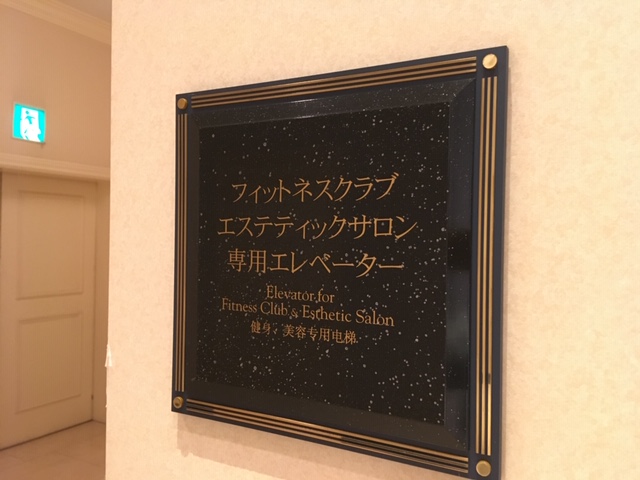 フィットネスクラブ
エステティックサロン
専用エレベーター
Elevator for
Fitness Club & Esthetic Salon
健身、美容专用电梯